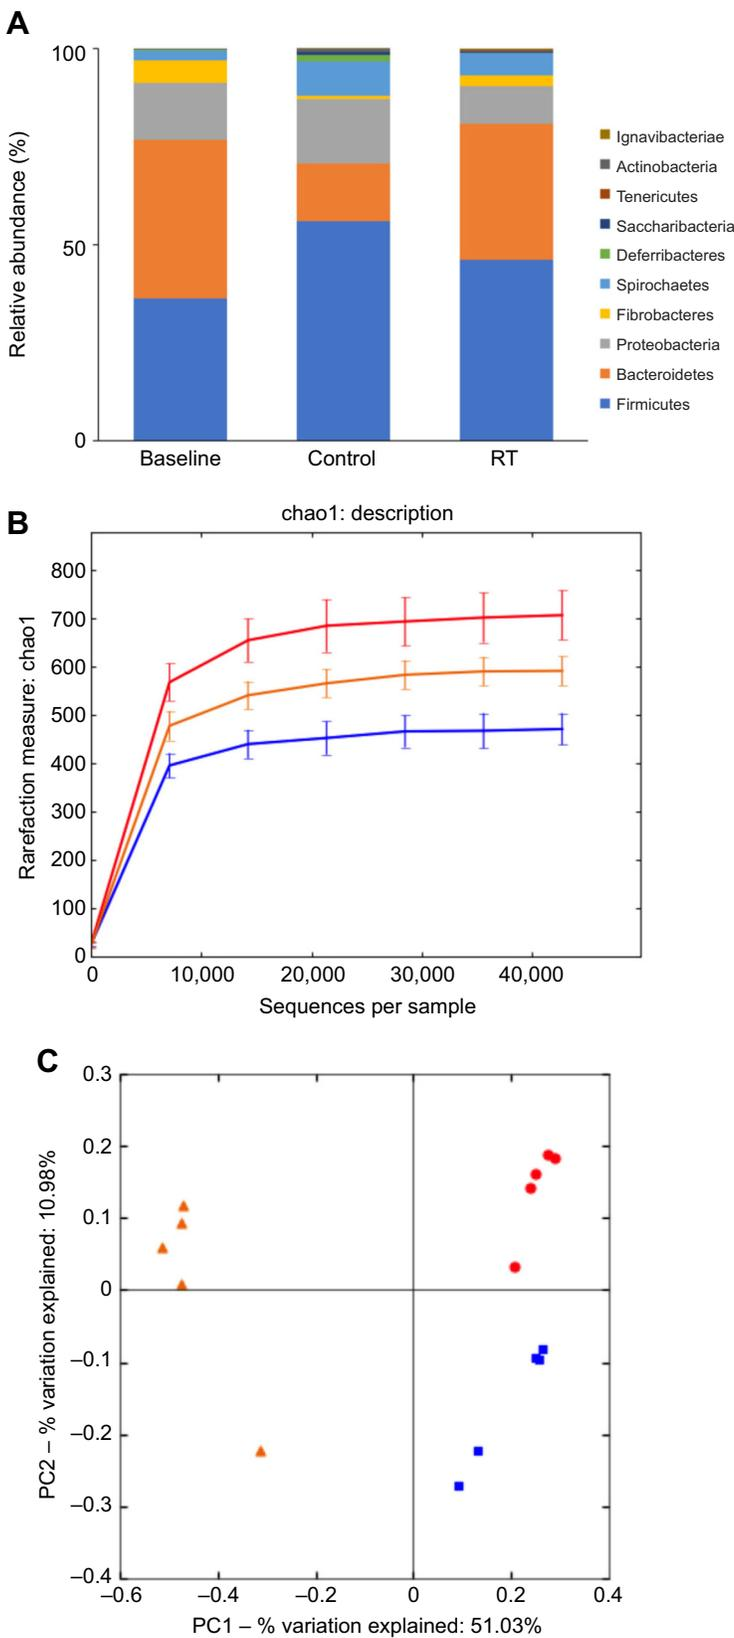 A
100
50
0
Relative abundance (%)
Baseline
Control
RT
Ignavibacteriae
Actinobacteria
Tenericutes
Saccharibacteria
Deferribacteres
Spirochaetes
Fibrobacteres
Proteobacteria
Bacteroidetes
Firmicutes
B
chao1: description
800
700
600
500
400
300
200
100
0
Rarefaction measure: chao1
0
10,000
20,000
30,000
40,000
Sequences per sample
C
0.3
0.2
0.1
0
–0.1
–0.2
–0.3
–0.4
PC2 – % variation explained: 10.98%
–0.6
–0.4
–0.2
0
0.2
0.4
PC1 – % variation explained: 51.03%